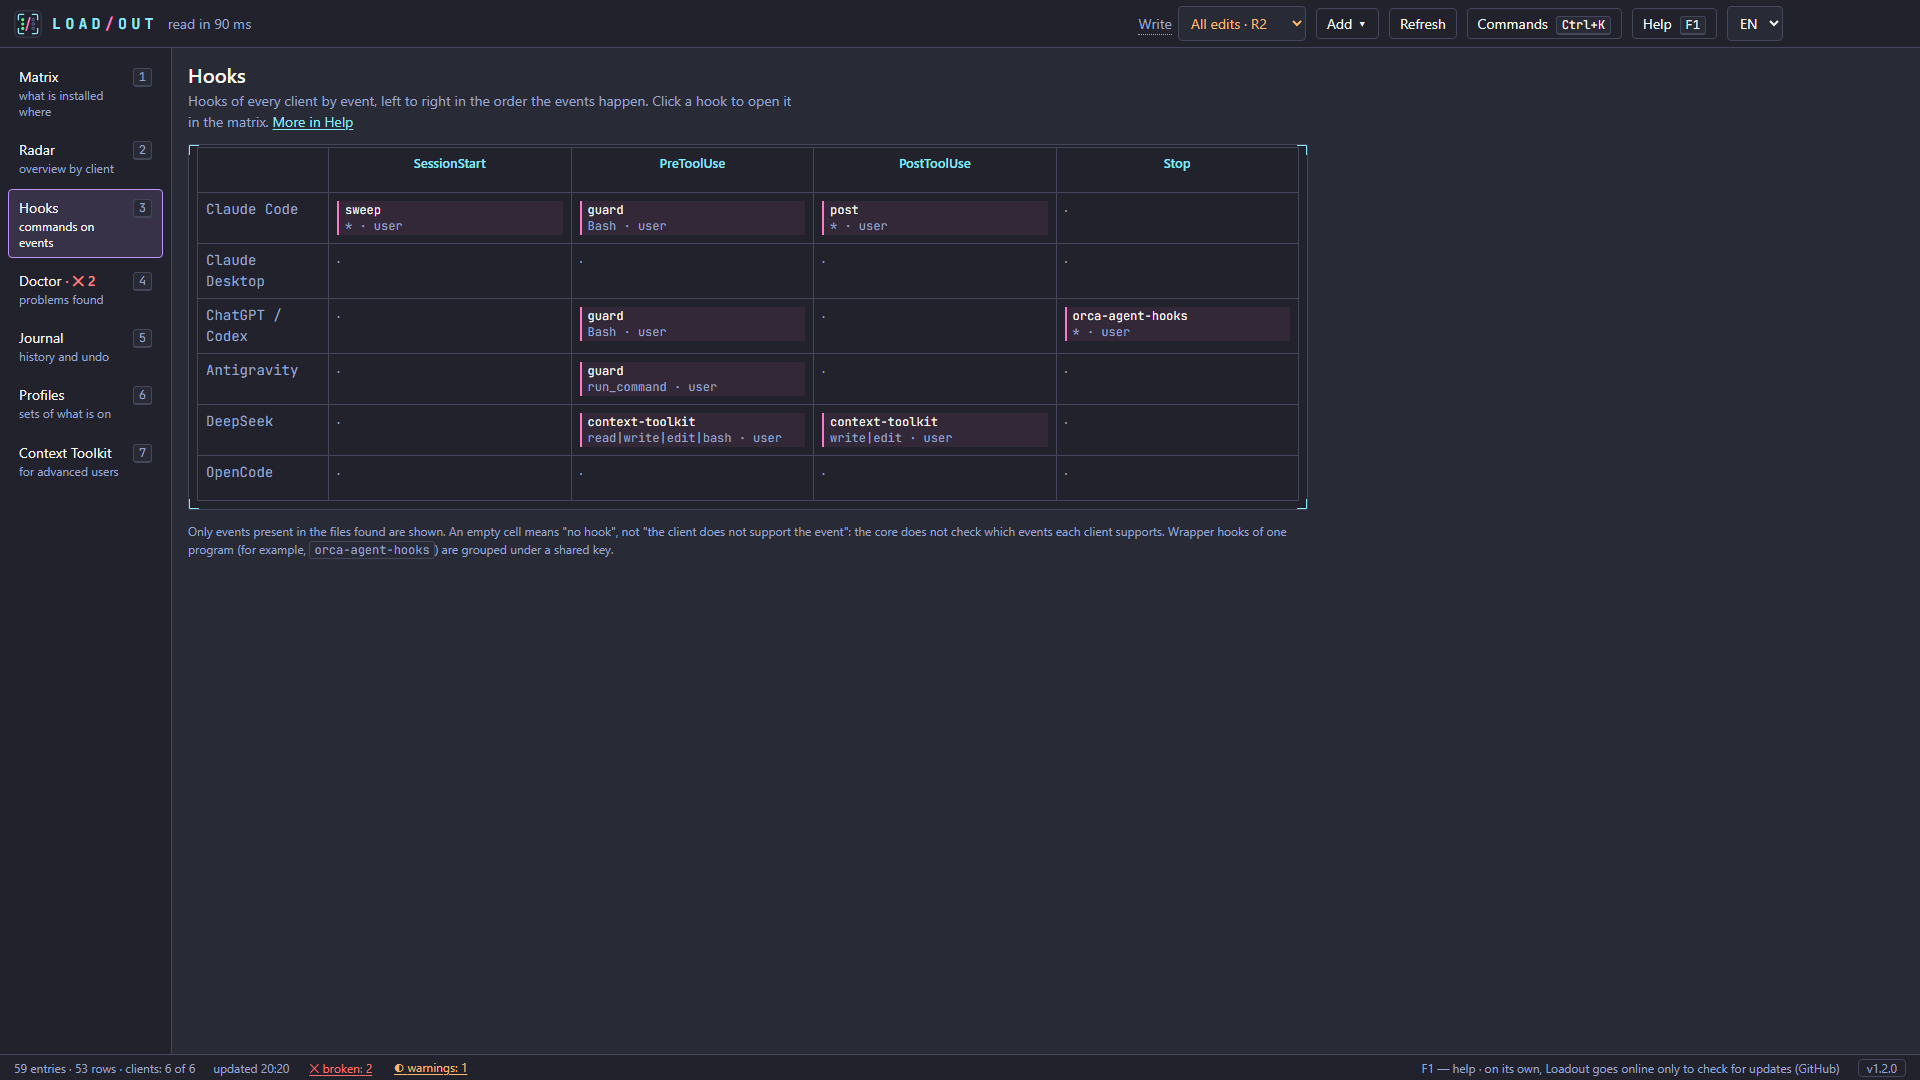 LOAD/OUT read in 90 ms
Write All edits · R2 Add ▾ Refresh Commands Ctrl+K Help F1 EN
Matrix 1
what is installed
where
Radar 2
overview by client
Hooks 3
commands on
events
Doctor · ✕ 2 4
problems found
Journal 5
history and undo
Profiles 6
sets of what is on
Context Toolkit 7
for advanced users
Hooks
Hooks of every client by event, left to right in the order the events happen. Click a hook to open it
in the matrix. More in Help
SessionStart PreToolUse PostToolUse Stop
Claude Code
sweep
* · user
guard
Bash · user
post
* · user
·
Claude
Desktop
· · · ·
ChatGPT /
Codex
·
guard
Bash · user
·
orca-agent-hooks
* · user
Antigravity
·
guard
run_command · user
· ·
DeepSeek
·
context-toolkit
read|write|edit|bash · user
context-toolkit
write|edit · user
·
OpenCode
· · · ·
Only events present in the files found are shown. An empty cell means "no hook", not "the client does not support the event": the core does not check which events each client supports. Wrapper hooks of one
program (for example, orca-agent-hooks) are grouped under a shared key.
59 entries · 53 rows · clients: 6 of 6 updated 20:20 ✕ broken: 2 ◐ warnings: 1
F1 — help · on its own, Loadout goes online only to check for updates (GitHub) v1.2.0